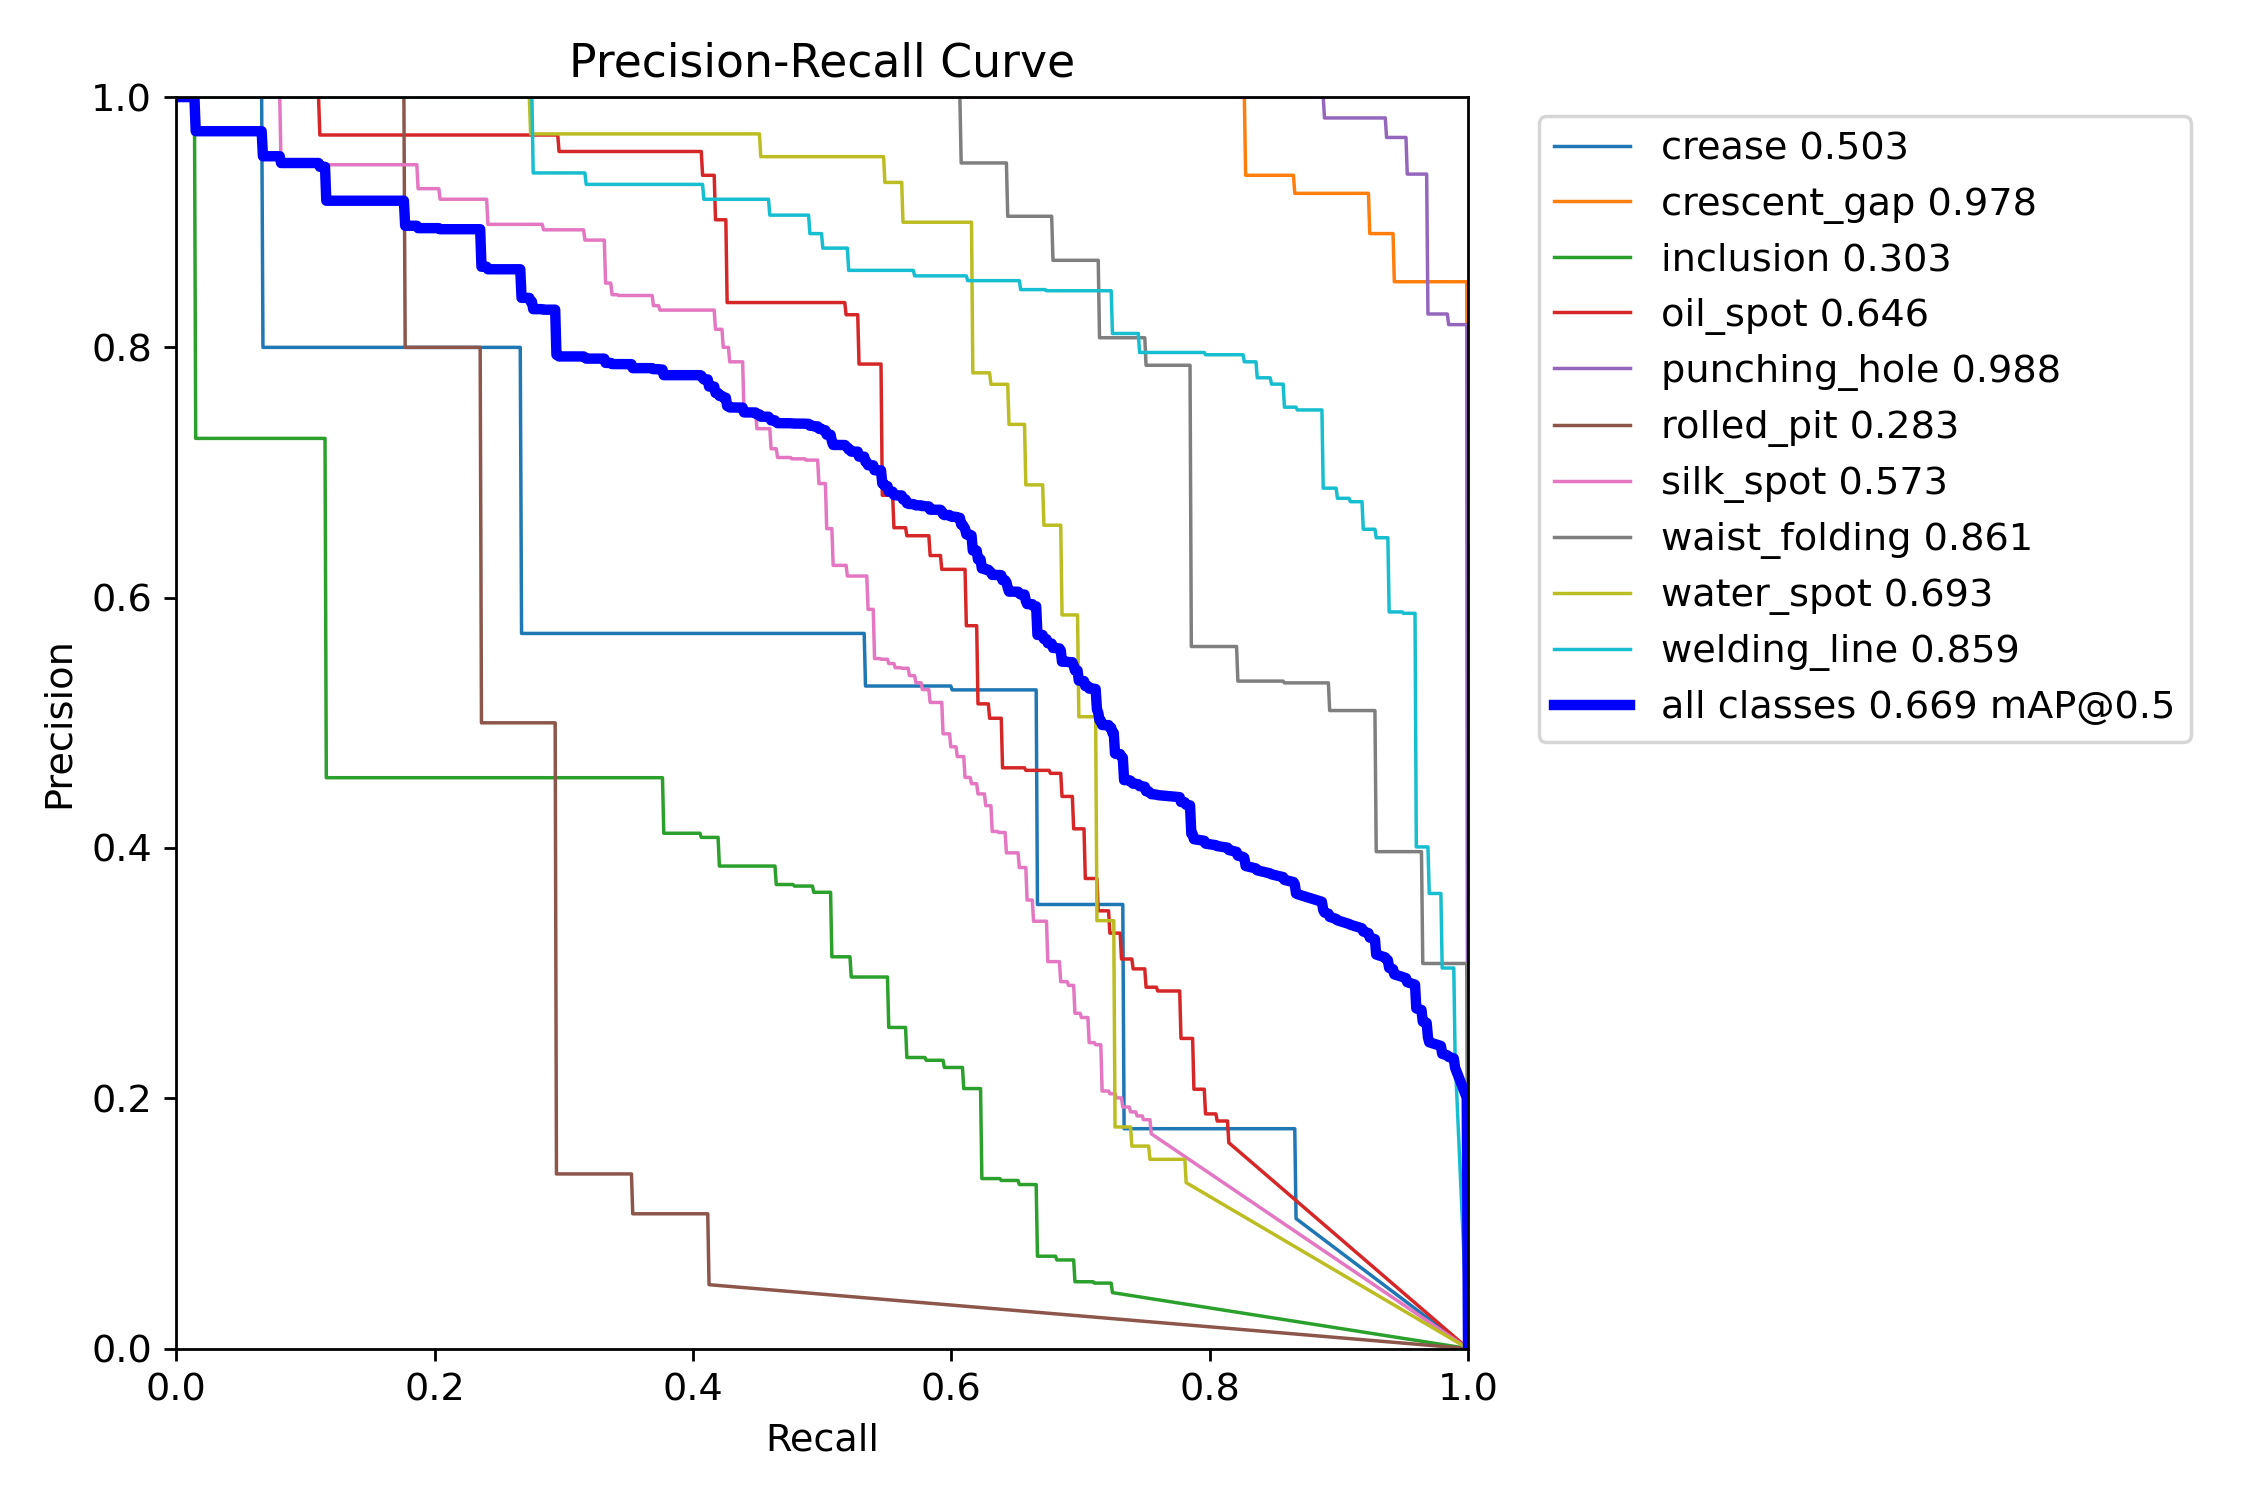 Precision-Recall Curve
1.0
0.8
0.6
0.4
0.2
0.0
Precision
0.0 0.2 0.4 0.6 0.8 1.0
Recall
crease 0.503
crescent_gap 0.978
inclusion 0.303
oil_spot 0.646
punching_hole 0.988
rolled_pit 0.283
silk_spot 0.573
waist_folding 0.861
water_spot 0.693
welding_line 0.859
all classes 0.669 mAP@0.5